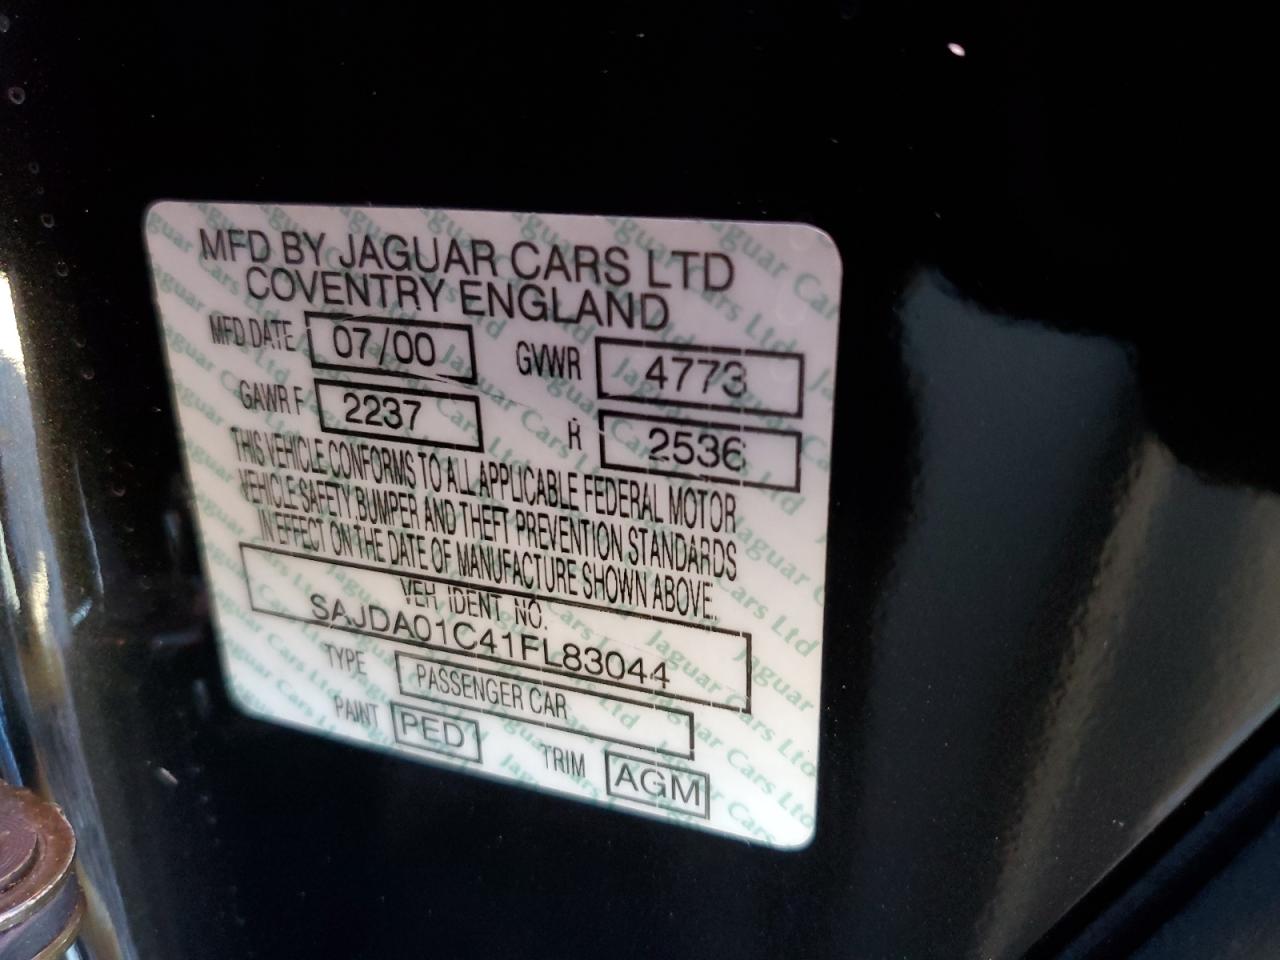 MFD BY JAGUAR CARS LTD
COVENTRY ENGLAND
MFD DATE 07/00 GVWR 4773
GAWR F 2237 R 2536
THIS VEHICLE CONFORMS TO ALL APPLICABLE FEDERAL MOTOR
VEHICLE SAFETY BUMPER AND THEFT PREVENTION STANDARDS
IN EFFECT ON THE DATE OF MANUFACTURE SHOWN ABOVE.
VEH IDENT. NO.
SAJDA01C41FL83044
TYPE PASSENGER CAR
PAINT PED TRIM AGM